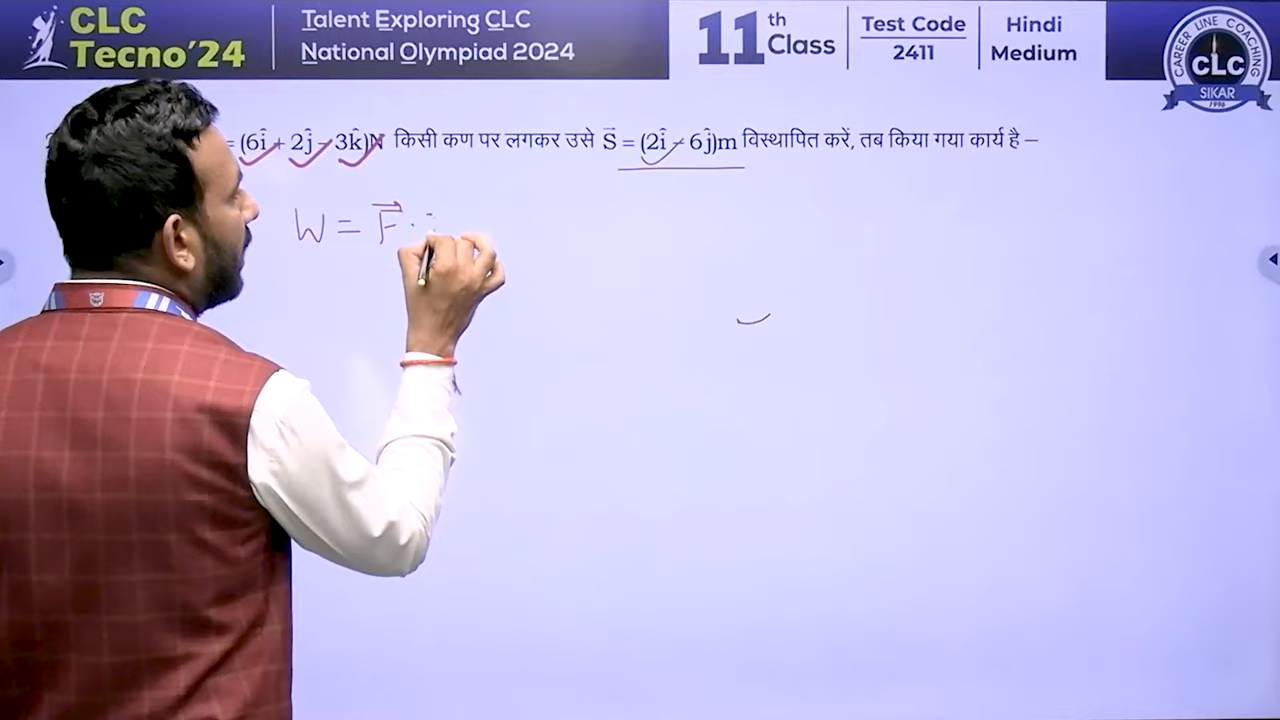 CLC
Tecno'24
Talent Exploring CLC
National Olympiad 2024
11th Class
Test Code
2411
Hindi
Medium
CAREER LINE COACHING
CLC
SIKAR
1996
= (6î + 2ĵ − 3k̂)N किसी कण पर लगकर उसे S⃗ = (2î − 6ĵ)m विस्थापित करें, तब किया गया कार्य है –
W = F⃗ ·